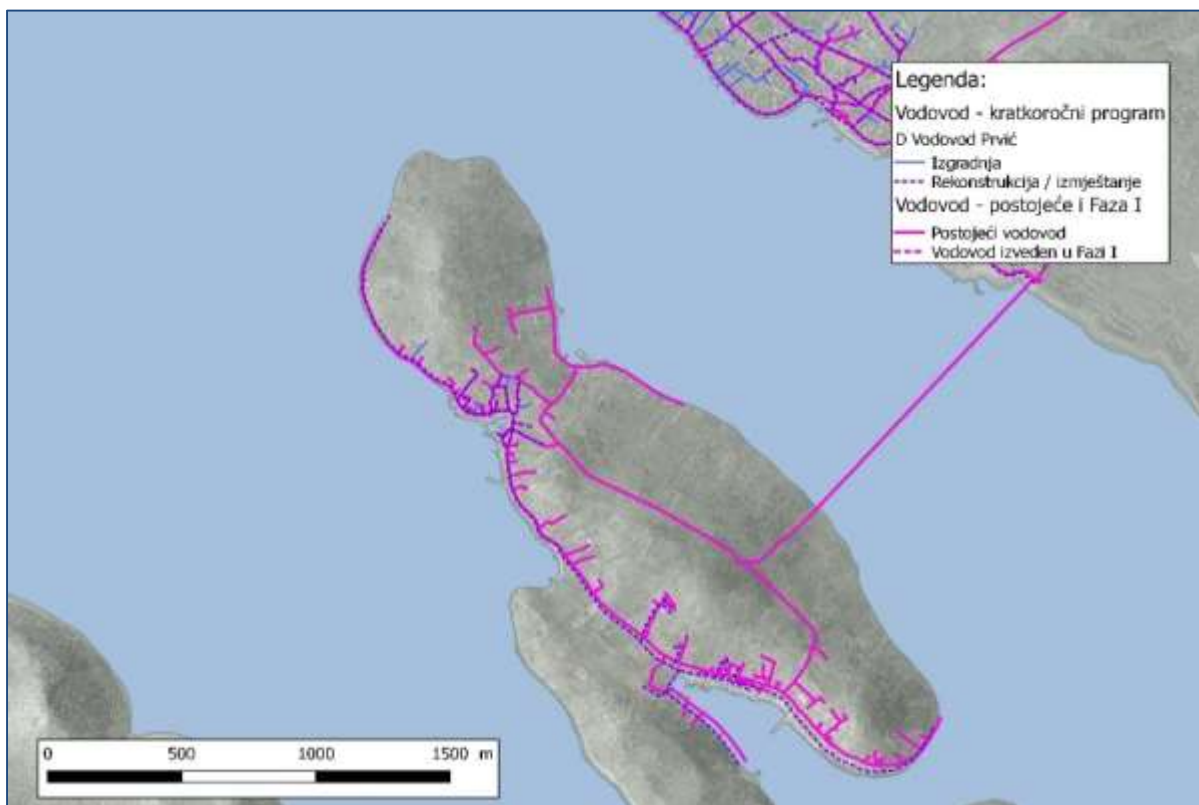 Legenda:
Vodovod - kratkoročni program
D Vodovod Prvić
Izgradnja
Rekonstrukcija / izmještanje
Vodovod - postojeće i Faza I
Postojeći vodovod
Vodovod izveden u Fazi I
0 500 1000 1500 m